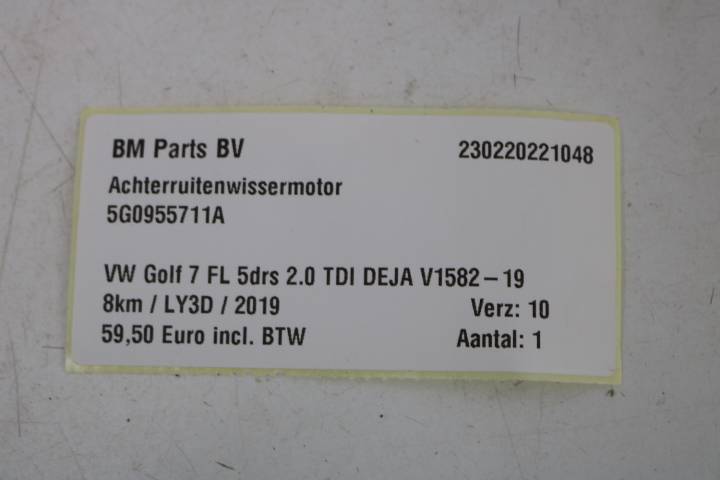 BM Parts BV 230220221048
Achterruitenwissermotor
5G0955711A
VW Golf 7 FL 5drs 2.0 TDI DEJA V1582 – 19
8km / LY3D / 2019 Verz: 10
59,50 Euro incl. BTW Aantal: 1